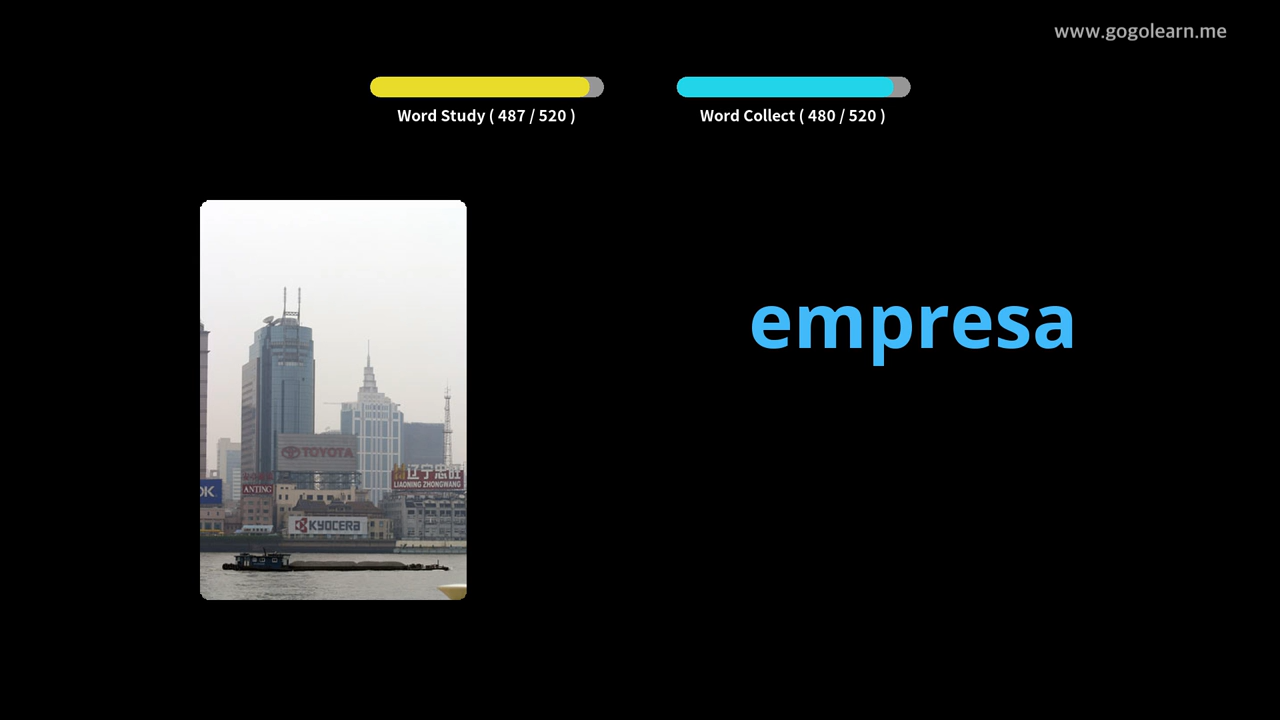 www.gogolearn.me
Word Study ( 487 / 520 )
Word Collect ( 480 / 520 )
empresa
TOYOTA
辽宁忠旺
LIAONING ZHONGWANG
OK
ANTING
KYOCERA